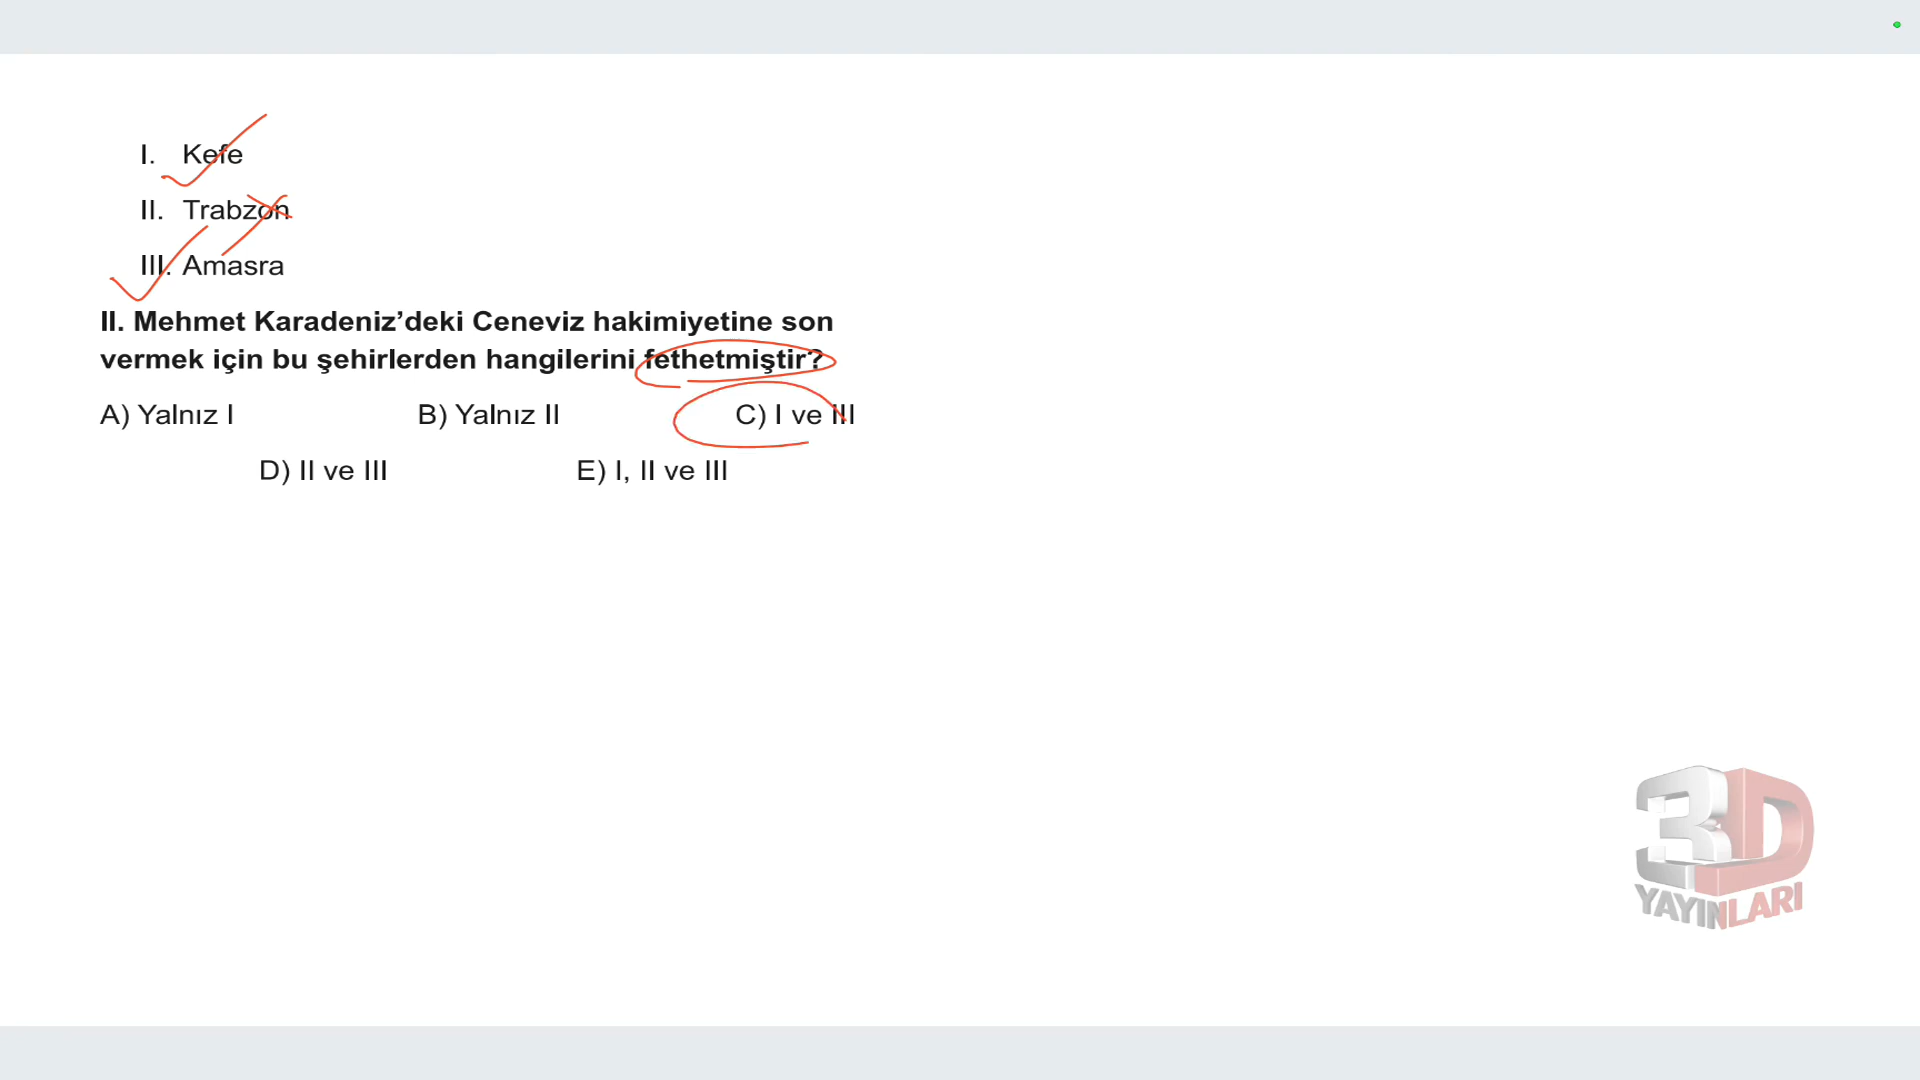 I. Kefe
II. Trabzon
III. Amasra
II. Mehmet Karadeniz’deki Ceneviz hakimiyetine son
vermek için bu şehirlerden hangilerini fethetmiştir?
A) Yalnız I B) Yalnız II C) I ve III
D) II ve III E) I, II ve III
3D
YAYINLARI